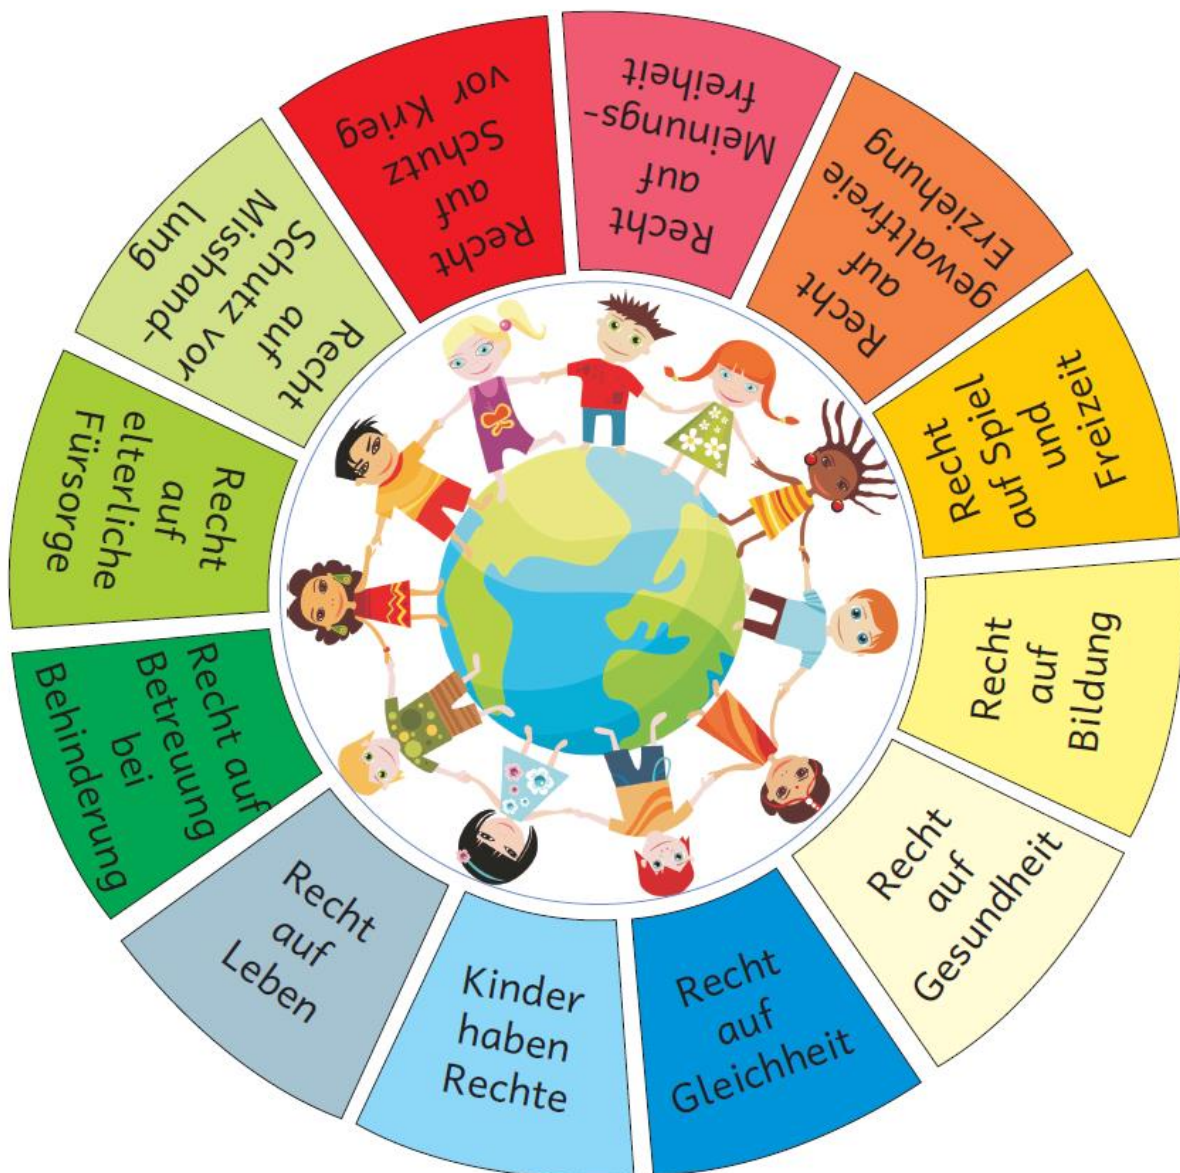 Kinder
haben
Rechte
Recht
auf
Leben
Recht auf
Betreuung
bei
Behinderung
Recht
auf
elterliche
Fürsorge
Recht
auf
Schutz vor
Misshand-
lung
Recht
auf
Schutz
vor Krieg
Recht
auf
Meinungs-
freiheit
Recht
auf
gewaltfreie
Erziehung
Recht
auf Spiel
und
Freizeit
Recht
auf
Bildung
Recht
auf
Gesundheit
Recht
auf
Gleichheit